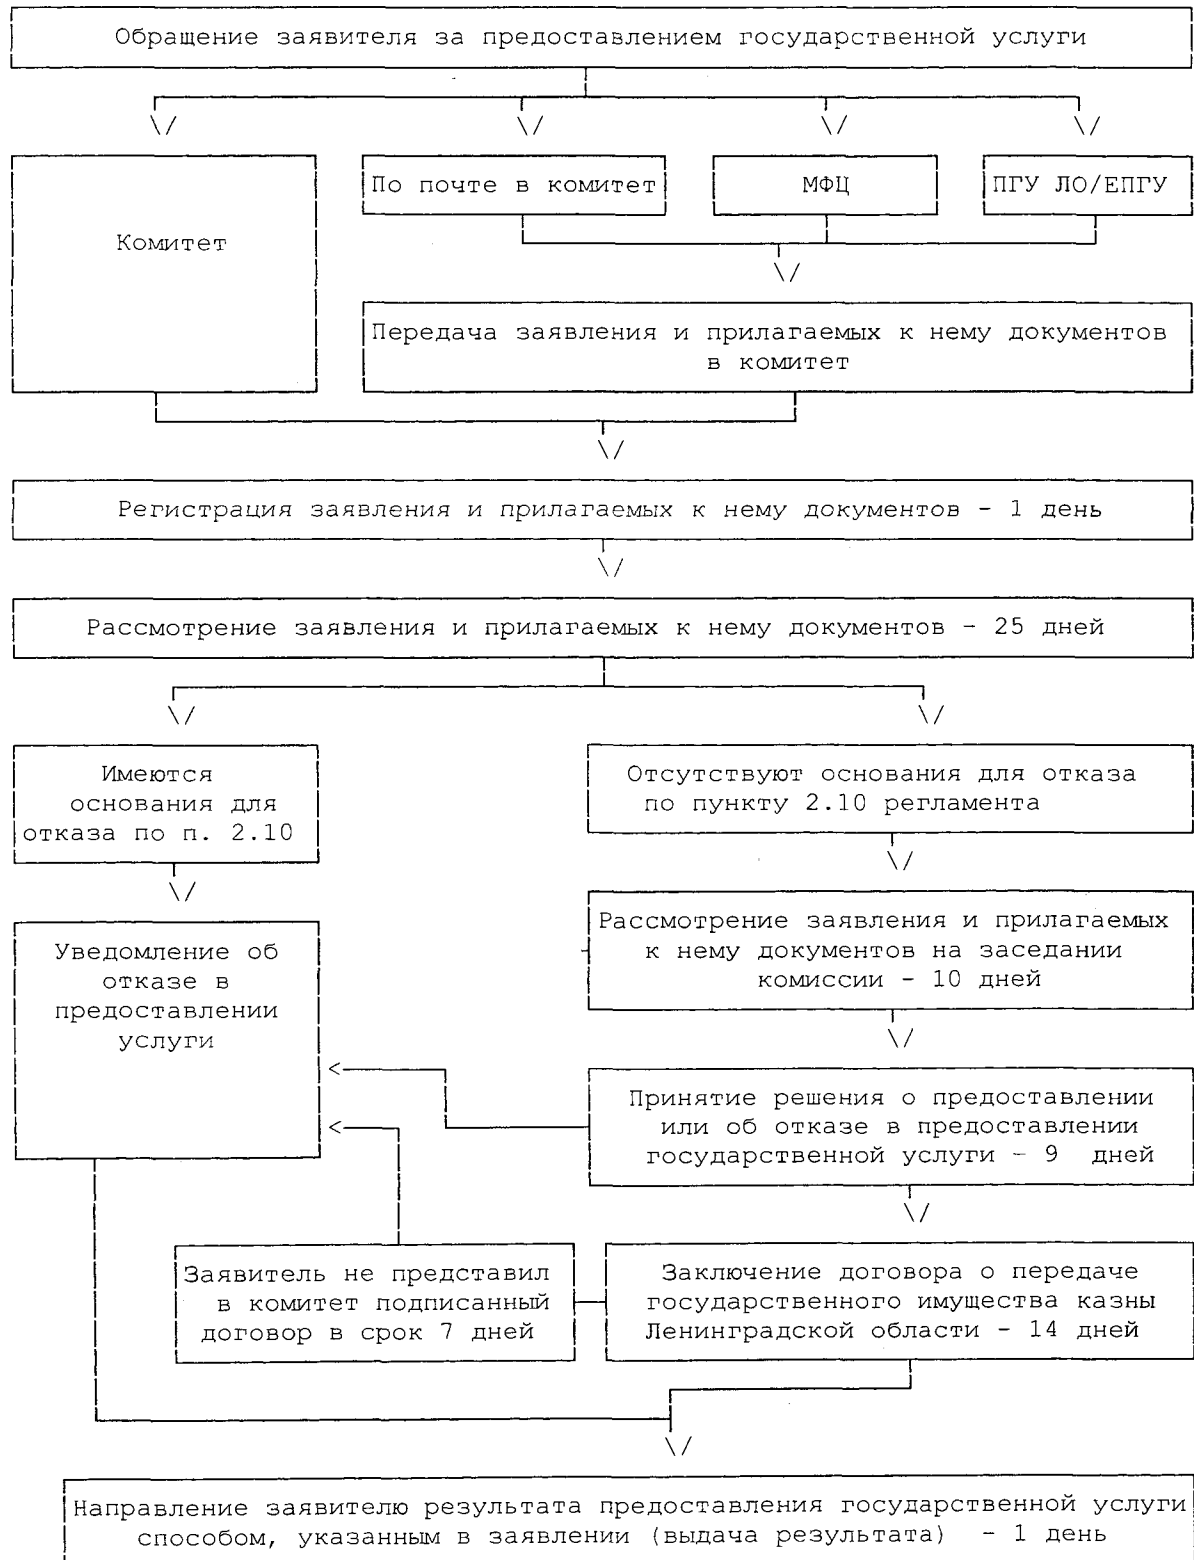 Обращение заявителя за предоставлением государственной услуги
По почте в комитет
МФЦ
ПГУ ЛО/ЕПГУ
Комитет
Передача заявления и прилагаемых к нему документов
в комитет
Регистрация заявления и прилагаемых к нему документов - 1 день
Рассмотрение заявления и прилагаемых к нему документов - 25 дней
Имеются
основания для
отказа по п. 2.10
Отсутствуют основания для отказа
по пункту 2.10 регламента
Рассмотрение заявления и прилагаемых
к нему документов на заседании
комиссии - 10 дней
Уведомление об
отказе в
предоставлении
услуги
Принятие решения о предоставлении
или об отказе в предоставлении
государственной услуги - 9 дней
Заявитель не представил
в комитет подписанный
договор в срок 7 дней
Заключение договора о передаче
государственного имущества казны
Ленинградской области - 14 дней
Направление заявителю результата предоставления государственной услуги
способом, указанным в заявлении (выдача результата) - 1 день